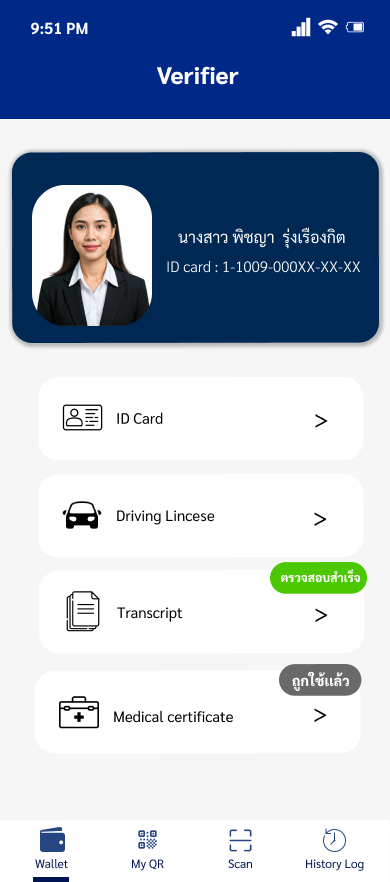 9:51 PM
Verifier
นางสาว พิชญา รุ่งเรืองกิต
ID card : 1-1009-000XX-XX-XX
ID Card
>
Driving Lincese
>
ตรวจสอบสำเร็จ
Transcript
>
ถูกใช้แล้ว
Medical certificate
>
Wallet
My QR
Scan
History Log